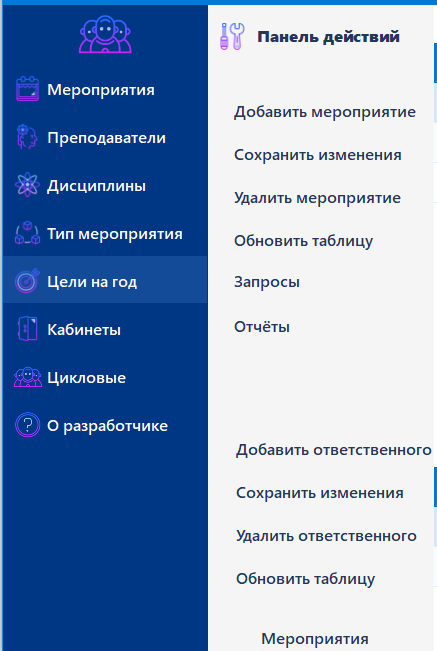 Мероприятия
Преподаватели
Дисциплины
Тип мероприятия
Цели на год
Кабинеты
Цикловые
О разработчике
Панель действий
Добавить мероприятие
Сохранить изменения
Удалить мероприятие
Обновить таблицу
Запросы
Отчёты
Добавить ответственного
Сохранить изменения
Удалить ответственного
Обновить таблицу
Мероприятия